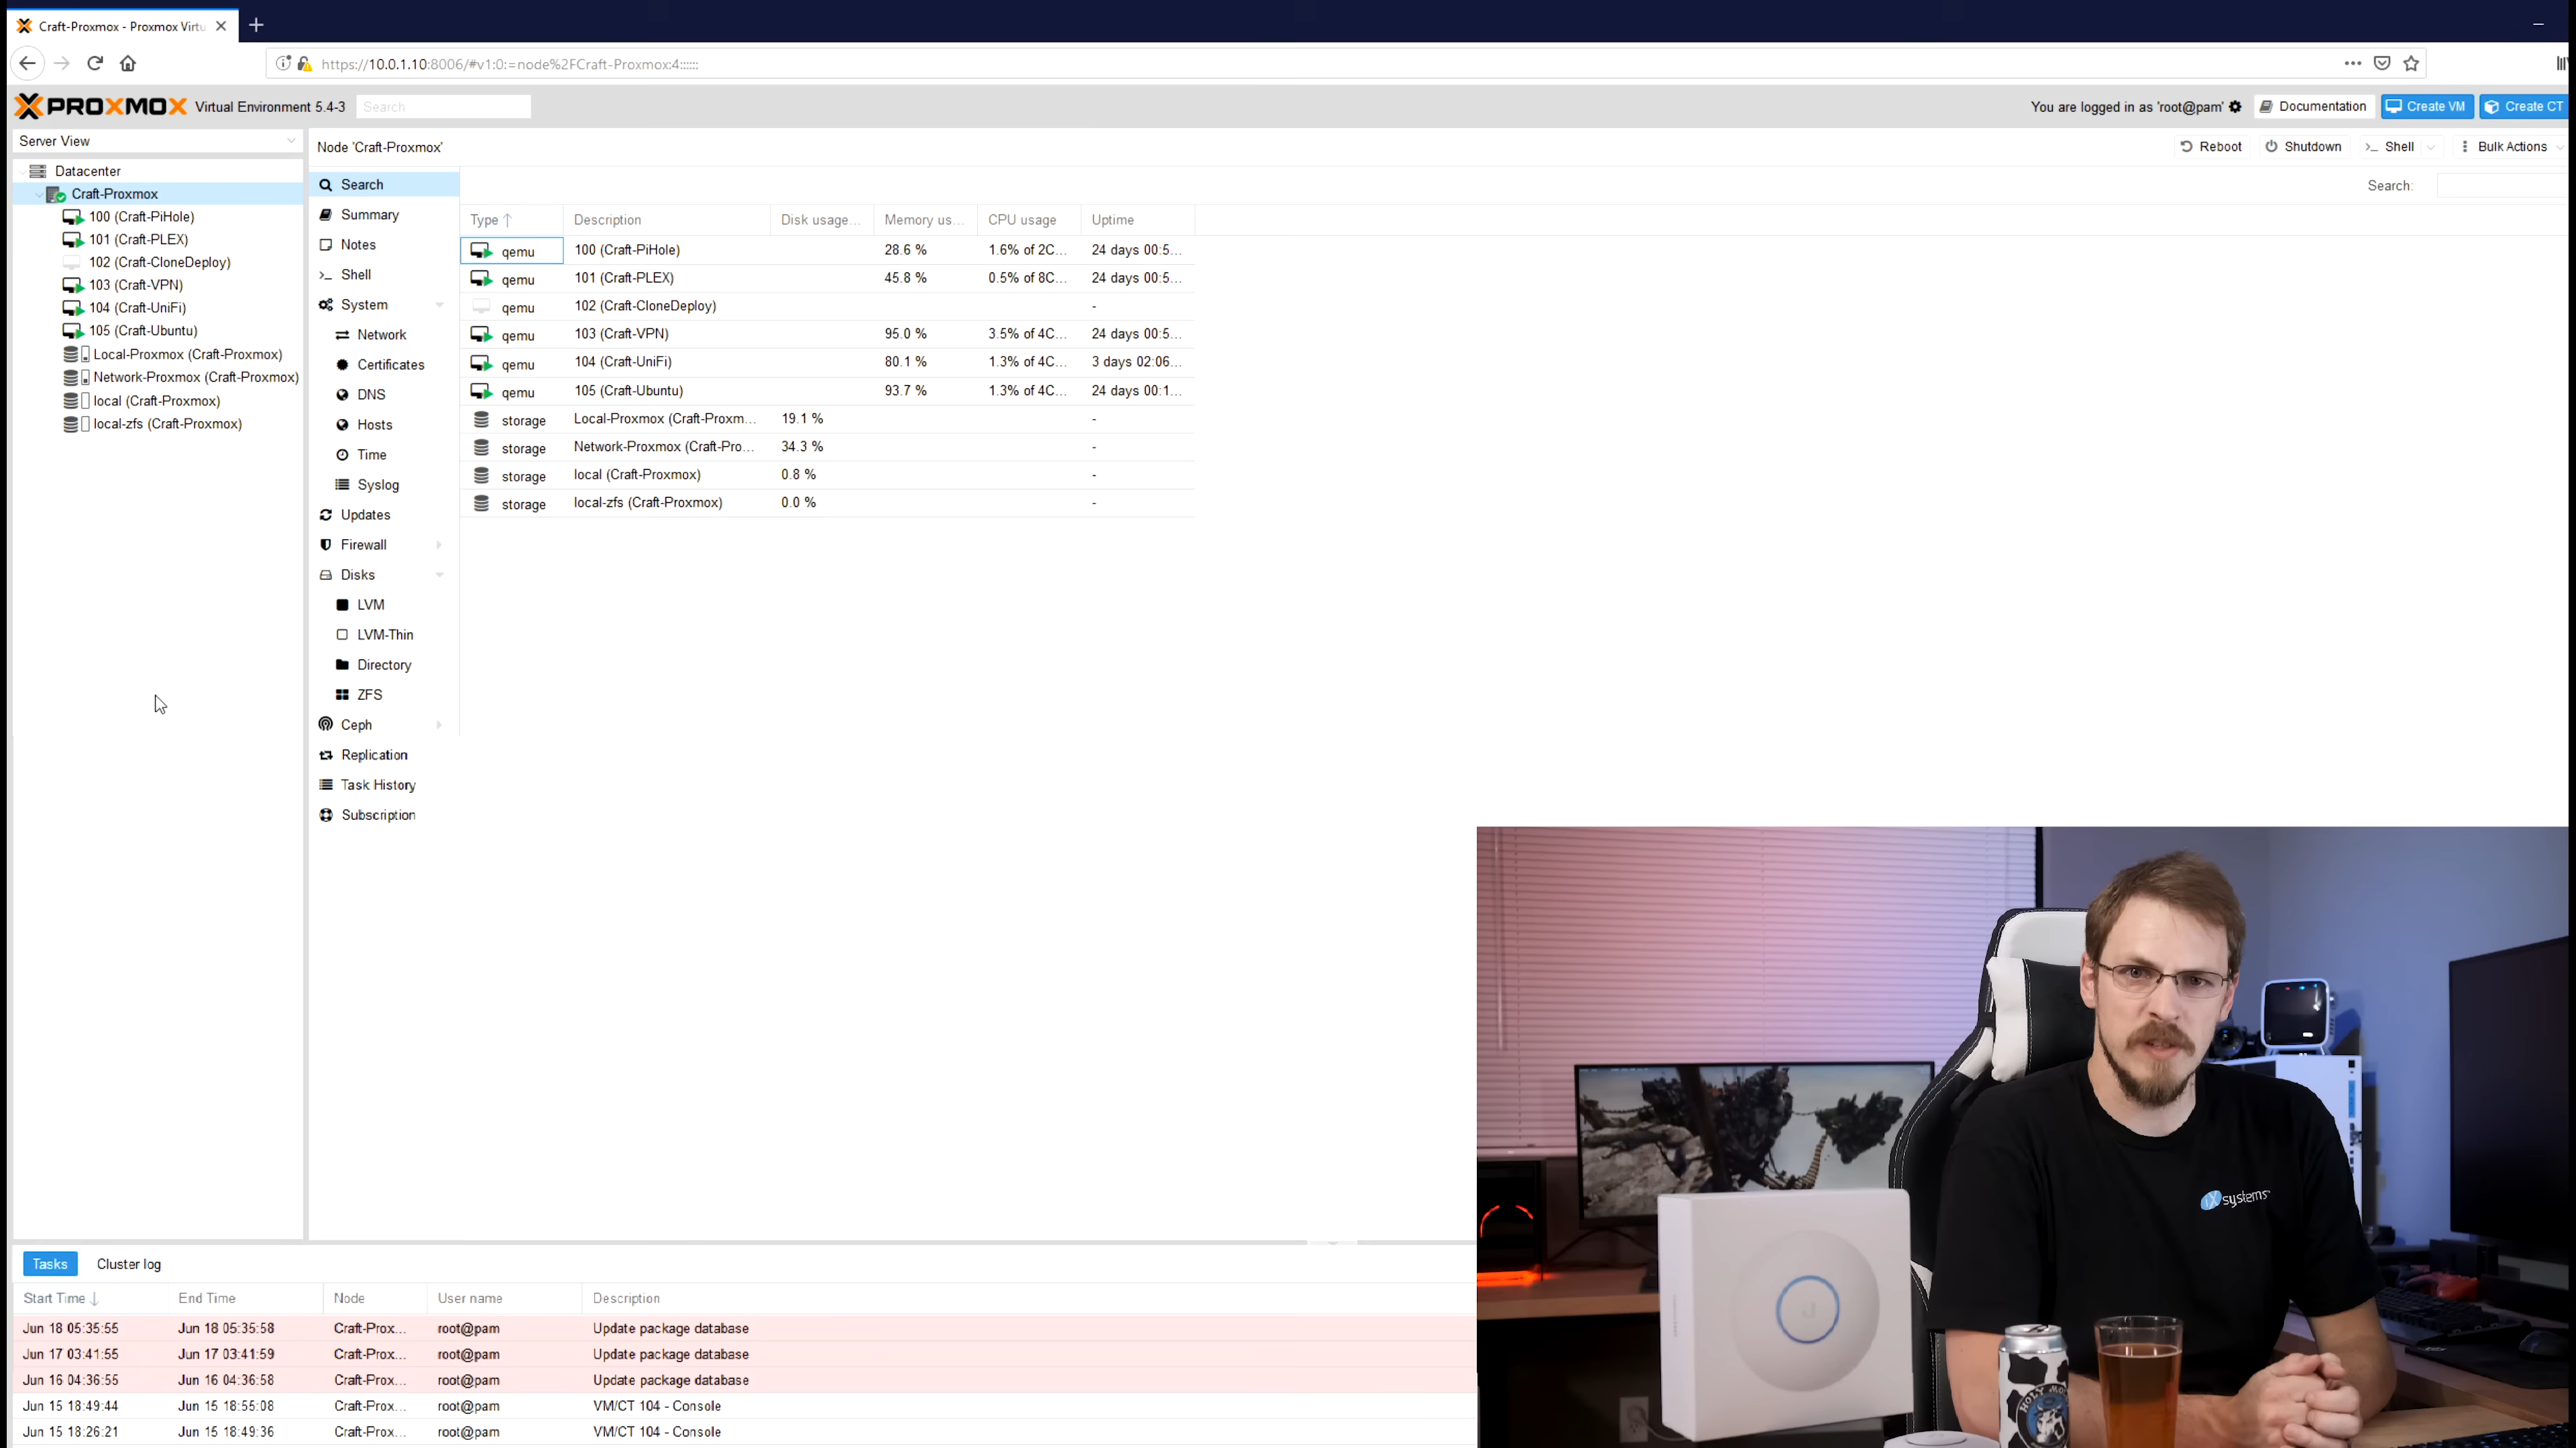 Craft-Proxmox - Proxmox Virtu
https://10.0.1.10:8006/#v1:0:=node%2FCraft-Proxmox:4::::::
PROXMOX Virtual Environment 5.4-3 Search
You are logged in as 'root@pam' Documentation Create VM Create CT
Server View
Node 'Craft-Proxmox'
Reboot Shutdown Shell Bulk Actions
Datacenter
Craft-Proxmox
100 (Craft-PiHole)
101 (Craft-PLEX)
102 (Craft-CloneDeploy)
103 (Craft-VPN)
104 (Craft-UniFi)
105 (Craft-Ubuntu)
Local-Proxmox (Craft-Proxmox)
Network-Proxmox (Craft-Proxmox)
local (Craft-Proxmox)
local-zfs (Craft-Proxmox)
Search
Summary
Notes
Shell
System
Network
Certificates
DNS
Hosts
Time
Syslog
Updates
Firewall
Disks
LVM
LVM-Thin
Directory
ZFS
Ceph
Replication
Task History
Subscription
Search:
Type Description Disk usage... Memory us... CPU usage Uptime
qemu 100 (Craft-PiHole) 28.6 % 1.6% of 2C... 24 days 00:5...
qemu 101 (Craft-PLEX) 45.8 % 0.5% of 8C... 24 days 00:5...
qemu 102 (Craft-CloneDeploy) -
qemu 103 (Craft-VPN) 95.0 % 3.5% of 4C... 24 days 00:5...
qemu 104 (Craft-UniFi) 80.1 % 1.3% of 4C... 3 days 02:06...
qemu 105 (Craft-Ubuntu) 93.7 % 1.3% of 4C... 24 days 00:1...
storage Local-Proxmox (Craft-Proxm... 19.1 % -
storage Network-Proxmox (Craft-Pro... 34.3 % -
storage local (Craft-Proxmox) 0.8 % -
storage local-zfs (Craft-Proxmox) 0.0 % -
iXsystems
HOLY MO
Tasks Cluster log
Start Time End Time Node User name Description
Jun 18 05:35:55 Jun 18 05:35:58 Craft-Prox... root@pam Update package database
Jun 17 03:41:55 Jun 17 03:41:59 Craft-Prox... root@pam Update package database
Jun 16 04:36:55 Jun 16 04:36:58 Craft-Prox... root@pam Update package database
Jun 15 18:49:44 Jun 15 18:55:08 Craft-Prox... root@pam VM/CT 104 - Console
Jun 15 18:26:21 Jun 15 18:49:36 Craft-Prox... root@pam VM/CT 104 - Console